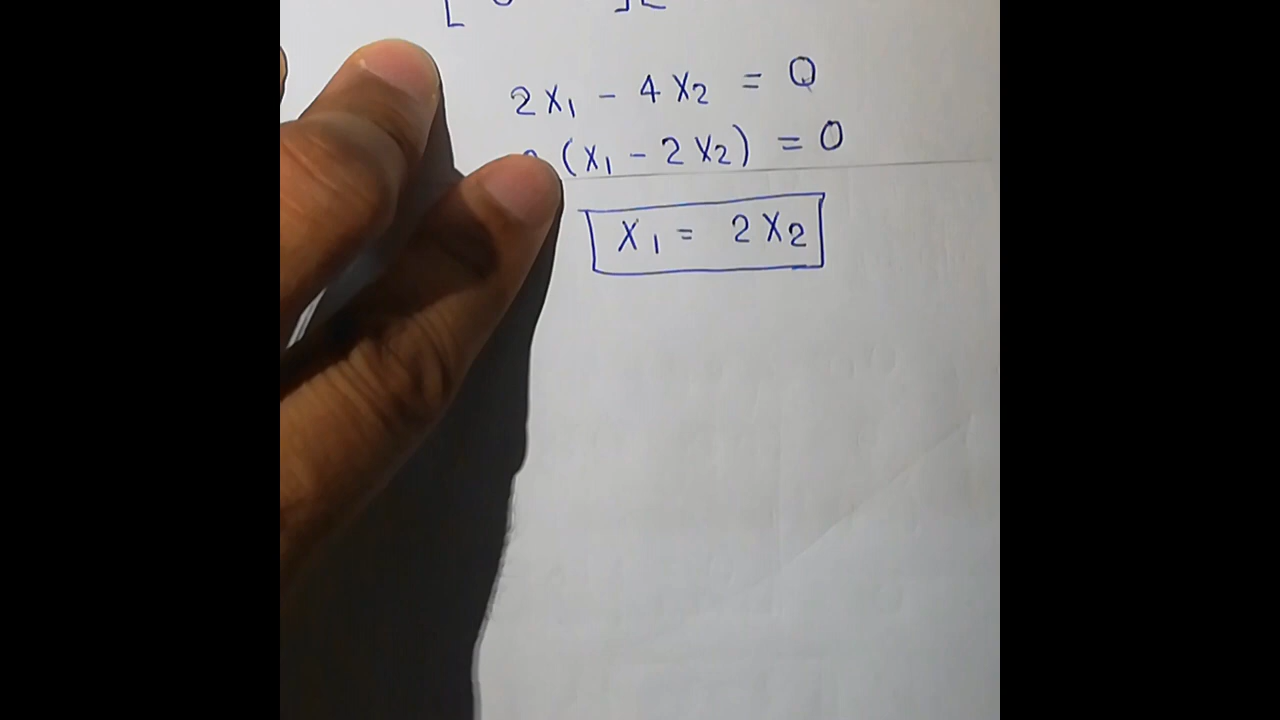 2x₁ - 4x₂ = 0
(x₁ - 2x₂) = 0
x₁ = 2x₂